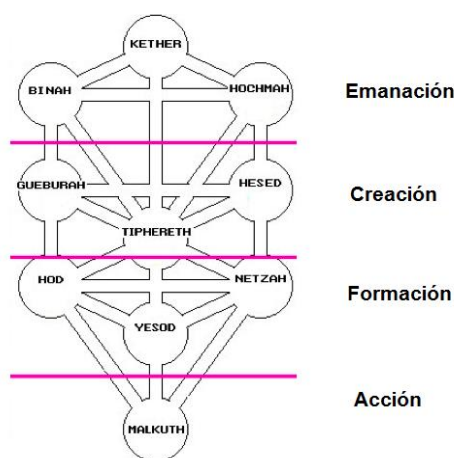 KETHER
BINAH
HOCHMAH
Emanación
GUEBURAH
HESED
Creación
TIPHERETH
HOD
NETZAH
Formación
YESOD
Acción
MALKUTH